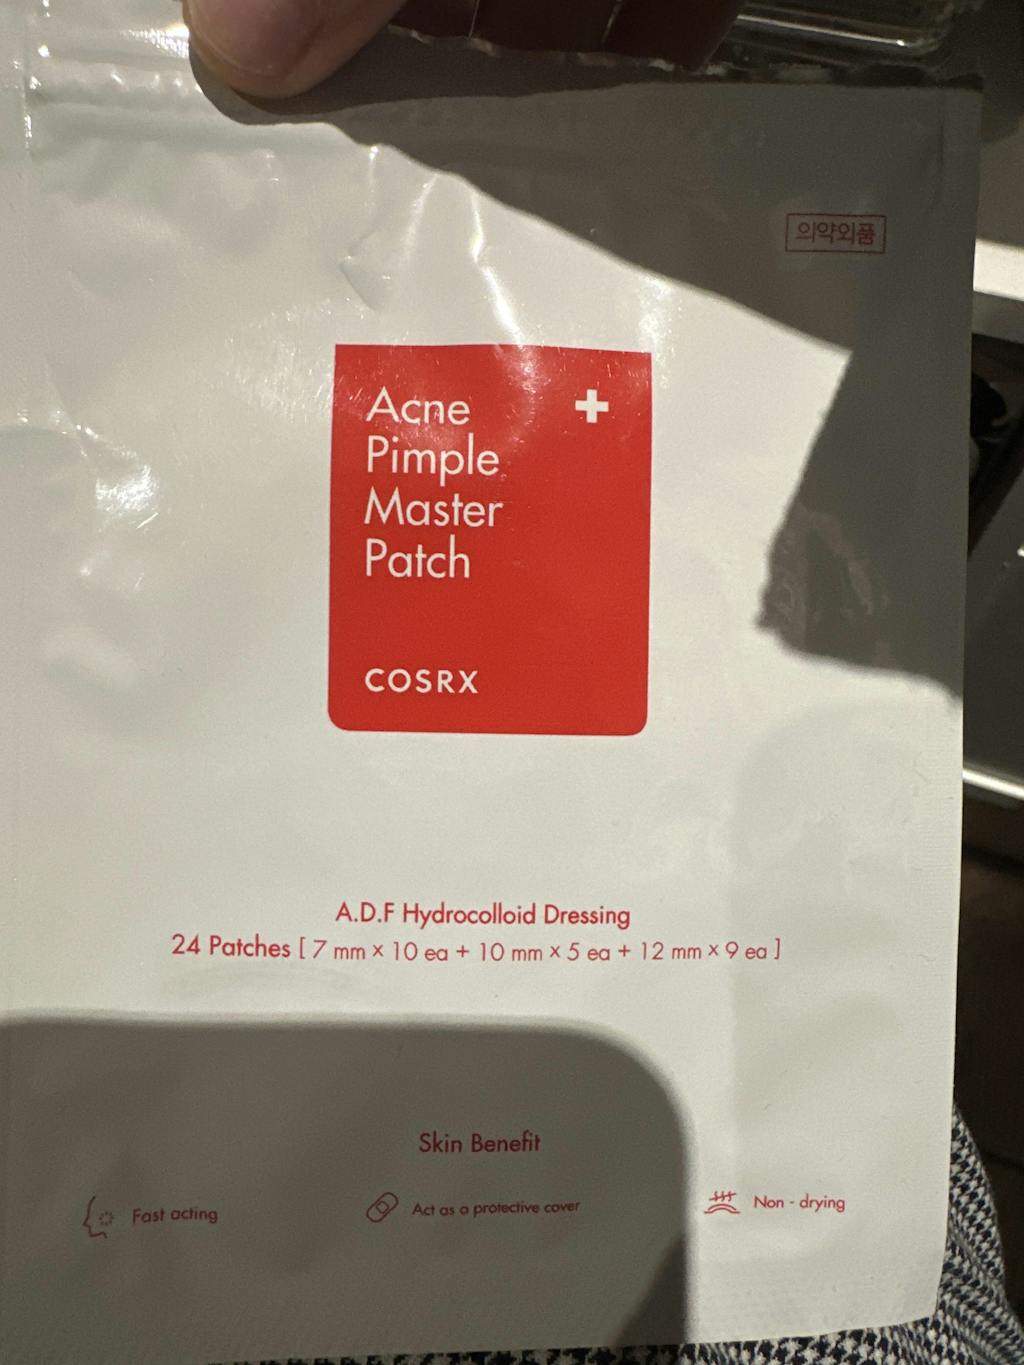 의약외품
Acne
Pimple
Master
Patch
COSRX
A.D.F Hydrocolloid Dressing
24 Patches [ 7 mm × 10 ea + 10 mm × 5 ea + 12 mm × 9 ea ]
Skin Benefit
Fast acting
Act as a protective cover
Non - drying